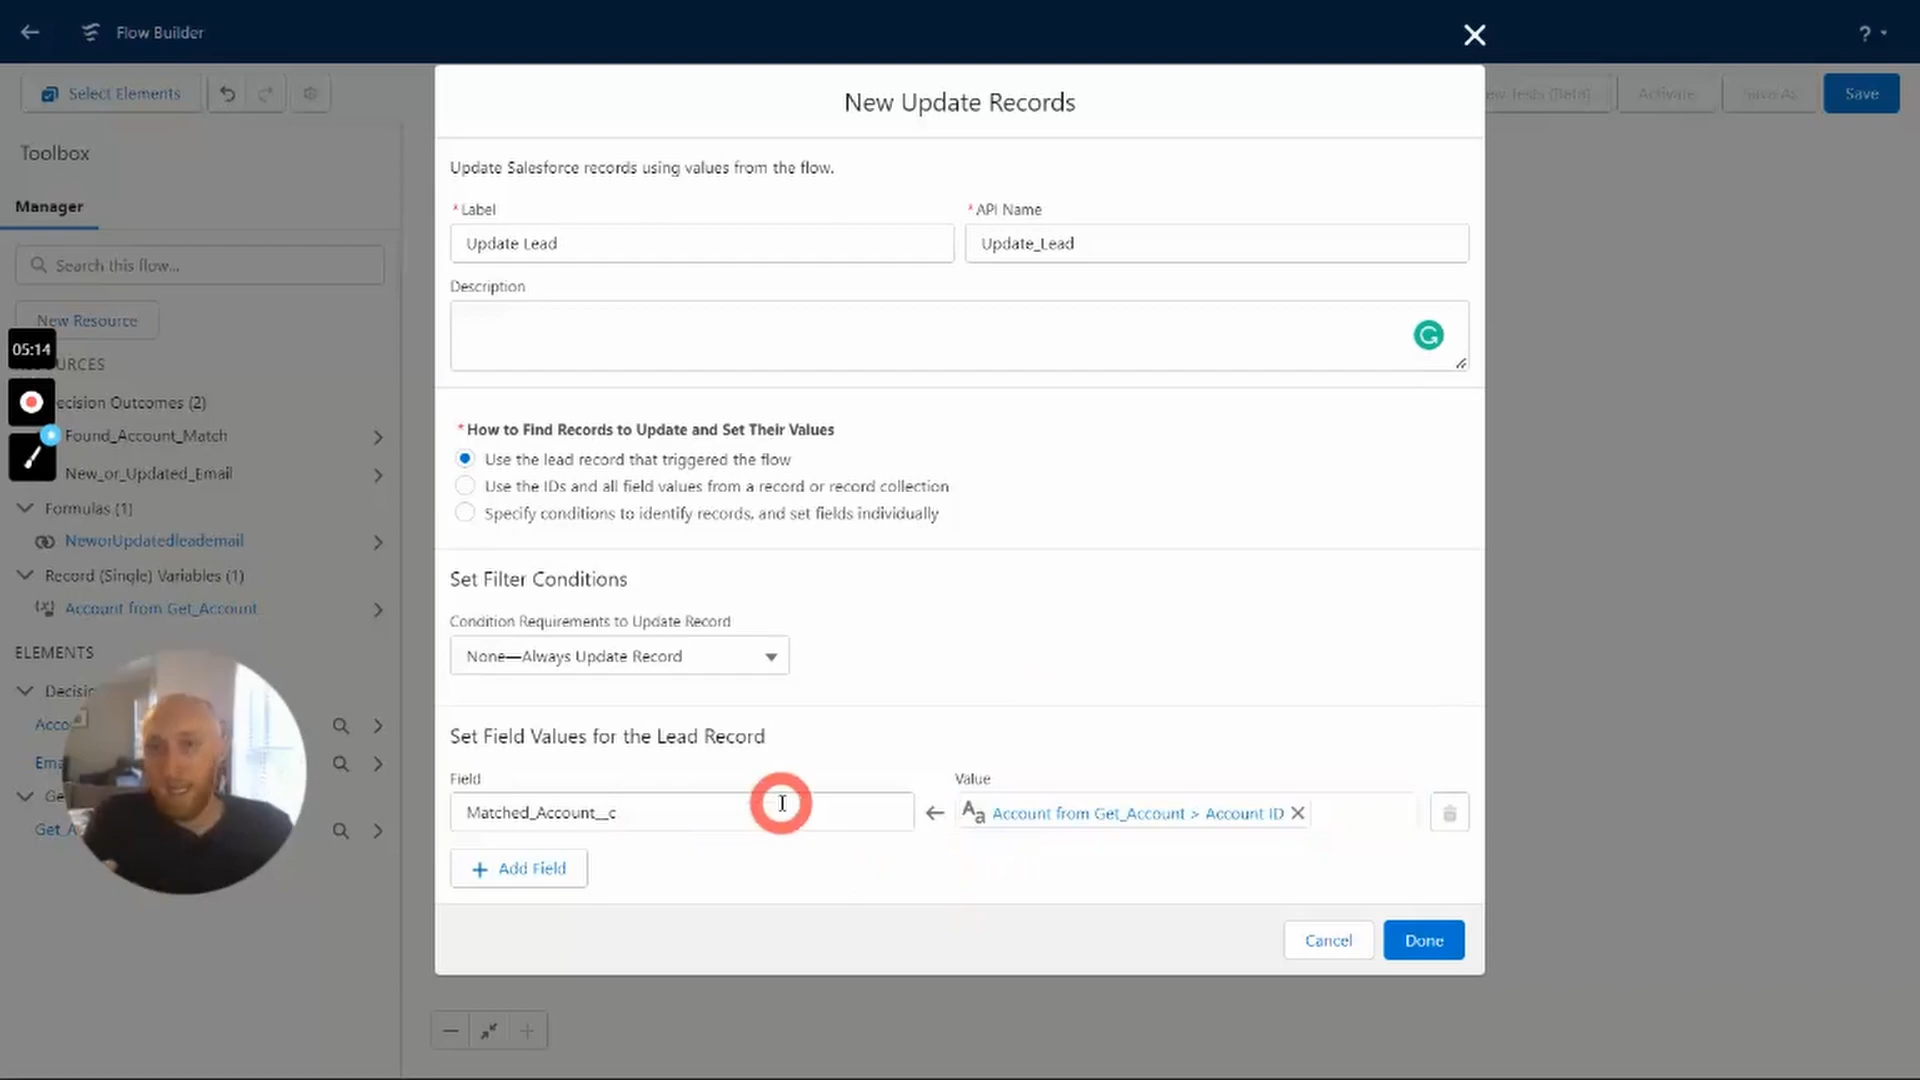 Flow Builder
?
Select Elements
Activate
Save As
Save
New Update Records
Toolbox
Manager
Search this flow...
New Resource
05:14
Decision Outcomes (2)
Found_Account_Match
New_or_Updated_Email
Formulas (1)
NeworUpdatedleademail
Record (Single) Variables (1)
Account from Get_Account
ELEMENTS
Update Salesforce records using values from the flow.
*Label
*API Name
Update Lead
Update_Lead
Description
*How to Find Records to Update and Set Their Values
Use the lead record that triggered the flow
Use the IDs and all field values from a record or record collection
Specify conditions to identify records, and set fields individually
Set Filter Conditions
Condition Requirements to Update Record
None—Always Update Record
Set Field Values for the Lead Record
Field
Value
Matched_Account__c
Account from Get_Account > Account ID
+ Add Field
Cancel
Done